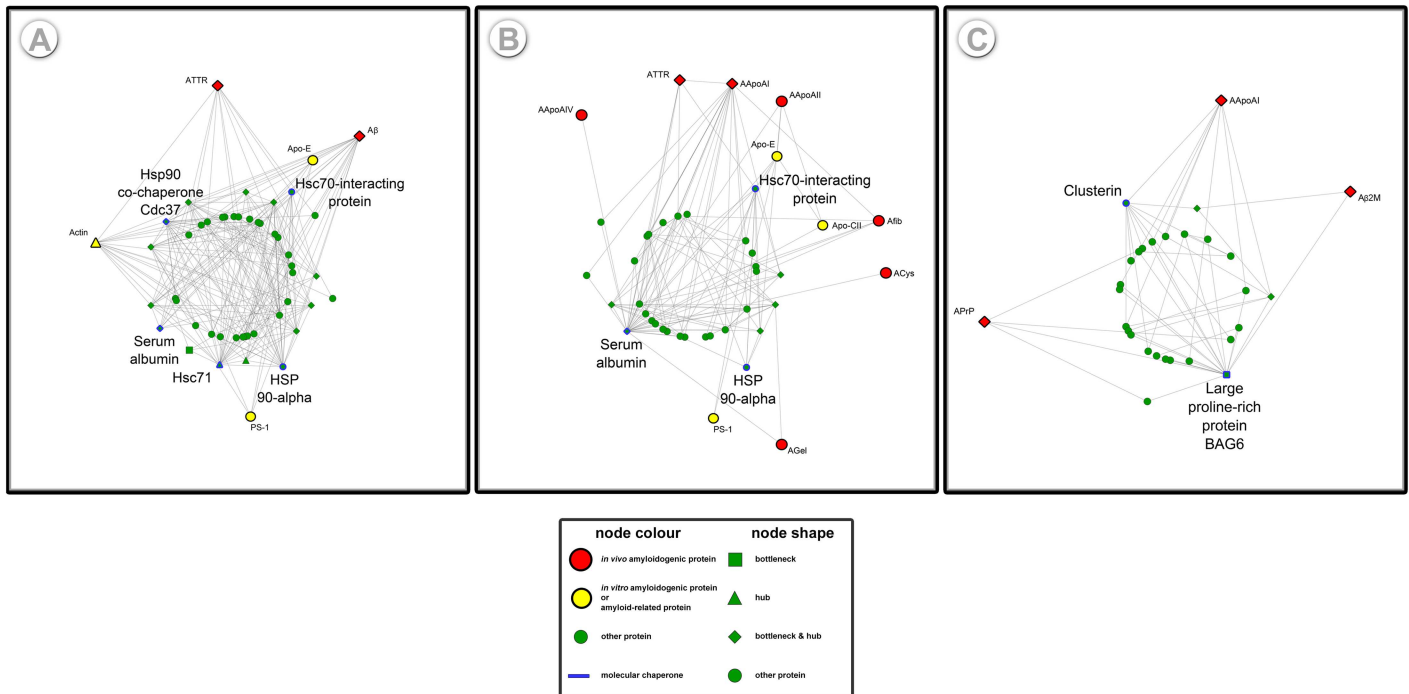 A
ATTR
Aβ
Apo-E
Hsp90
co-chaperone
Cdc37
Hsc70-interacting
protein
Actin
Serum
albumin
Hsc71
HSP
90-alpha
PS-1
B
ATTR
AApoAI
AApoAII
AApoAIV
Apo-E
Hsc70-interacting
protein
Afib
Apo-CII
ACys
Serum
albumin
HSP
90-alpha
PS-1
AGel
C
AApoAI
Clusterin
Aβ2M
APrP
Large
proline-rich
protein
BAG6
node colour
in vivo amyloidogenic protein
in vitro amyloidogenic protein
or
amyloid-related protein
other protein
molecular chaperone
node shape
bottleneck
hub
bottleneck & hub
other protein